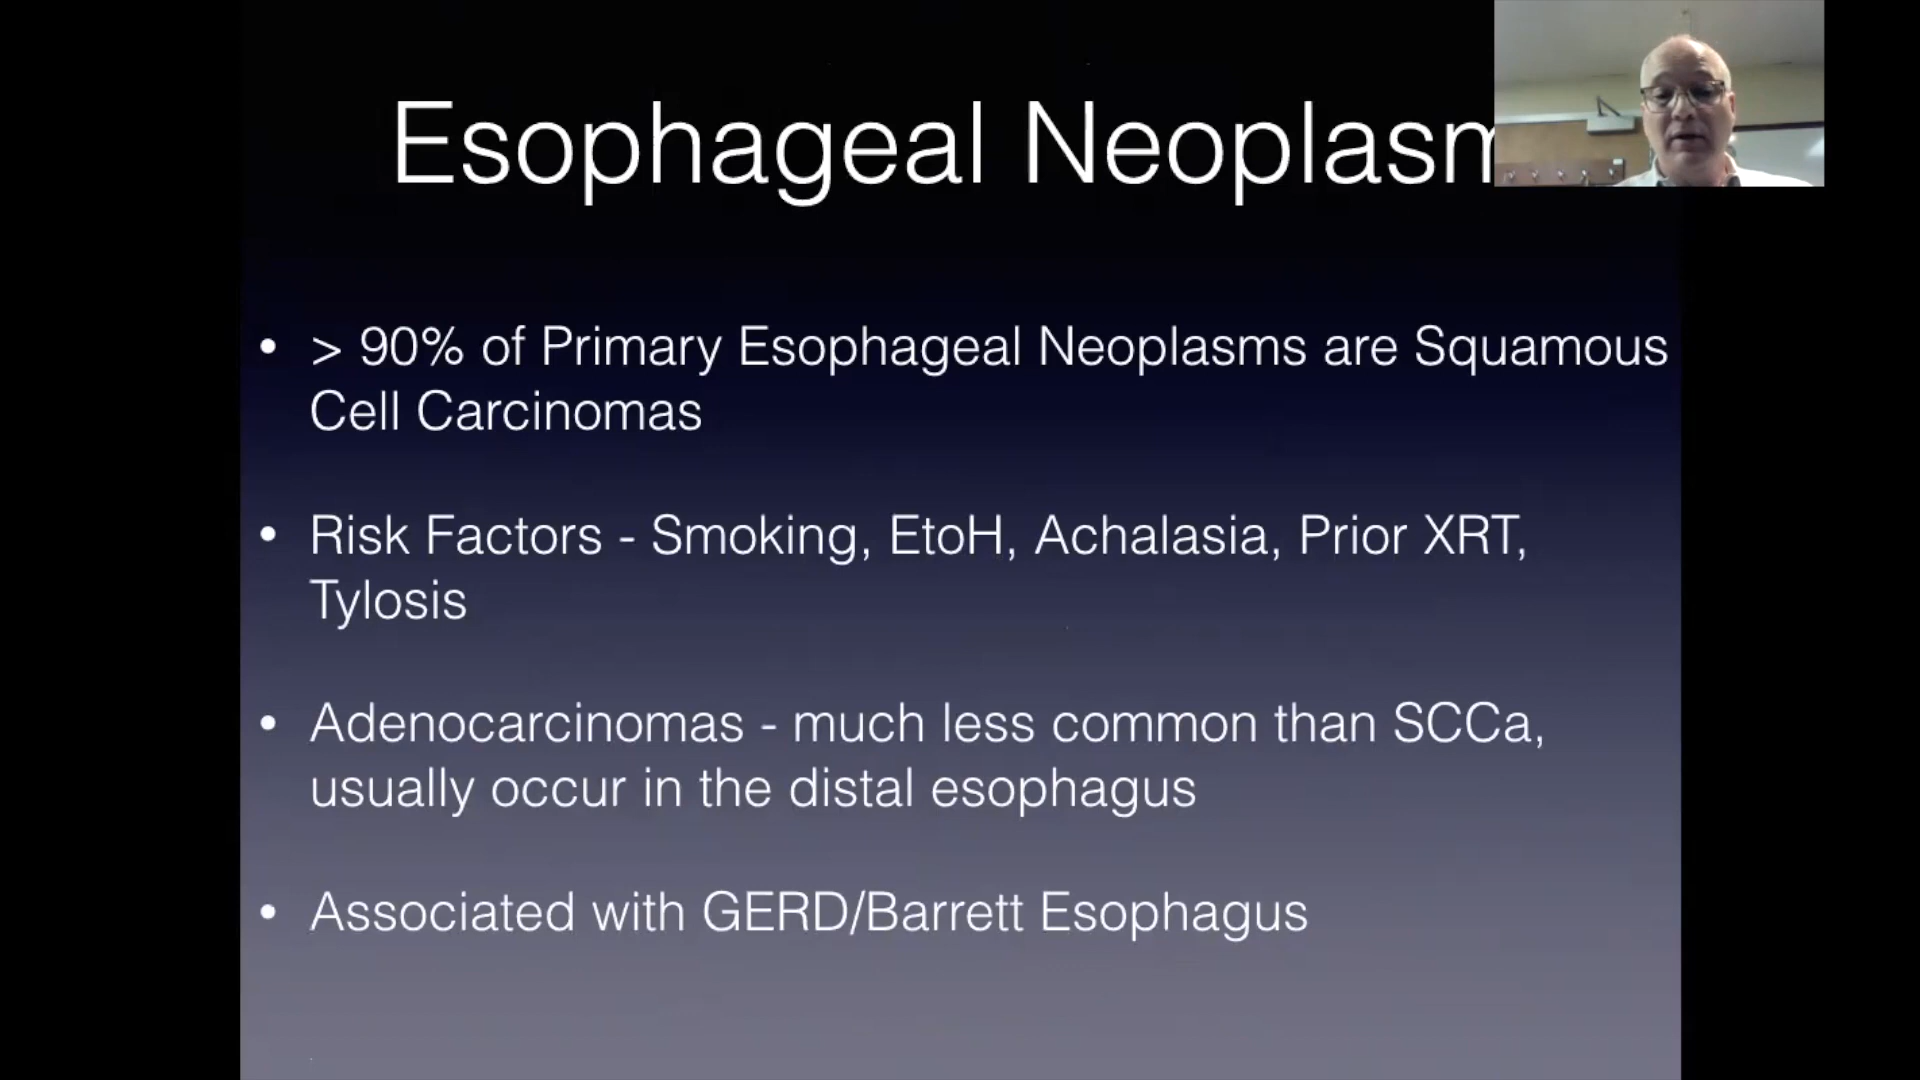 Esophageal Neoplasm
• > 90% of Primary Esophageal Neoplasms are Squamous
Cell Carcinomas
• Risk Factors - Smoking, EtoH, Achalasia, Prior XRT,
Tylosis
• Adenocarcinomas - much less common than SCCa,
usually occur in the distal esophagus
• Associated with GERD/Barrett Esophagus